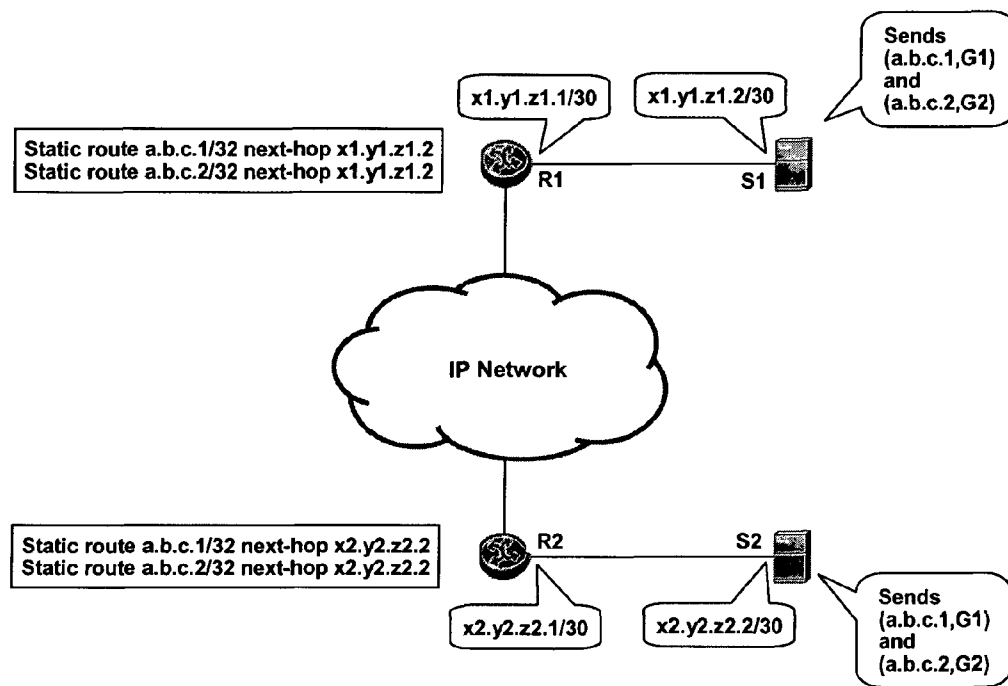 Sends
(a.b.c.1,G1)
and
(a.b.c.2,G2)
x1.y1.z1.1/30
x1.y1.z1.2/30
Static route a.b.c.1/32 next-hop x1.y1.z1.2
Static route a.b.c.2/32 next-hop x1.y1.z1.2
R1
S1
IP Network
Static route a.b.c.1/32 next-hop x2.y2.z2.2
Static route a.b.c.2/32 next-hop x2.y2.z2.2
R2
S2
x2.y2.z2.1/30
x2.y2.z2.2/30
Sends
(a.b.c.1,G1)
and
(a.b.c.2,G2)